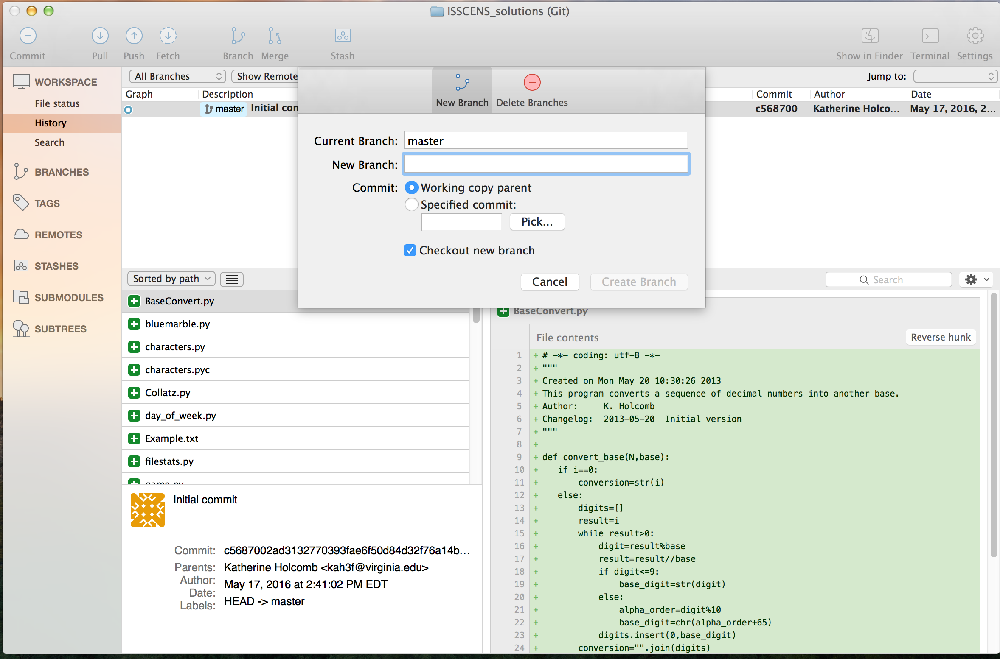 ISSCENS_solutions (Git)
Commit Pull Push Fetch Branch Merge Stash Show in Finder Terminal Settings
WORKSPACE
File status
History
Search
BRANCHES
TAGS
REMOTES
STASHES
SUBMODULES
SUBTREES
All Branches Show Remote Jump to:
Graph Description Commit Author Date
master Initial con c568700 Katherine Holco... May 17, 2016, 2...
New Branch Delete Branches
Current Branch: master
New Branch:
Commit: Working copy parent
Specified commit:
Pick...
Checkout new branch
Cancel Create Branch
Sorted by path Search
BaseConvert.py
bluemarble.py
characters.py
characters.pyc
Collatz.py
day_of_week.py
Example.txt
filestats.py
game.py
Initial commit
Commit: c5687002ad3132770393fae6f50d84d32f76a14b...
Parents: Katherine Holcomb <kah3f@virginia.edu>
Author:
May 17, 2016 at 2:41:02 PM EDT
Date:
Labels: HEAD -> master
BaseConvert.py
File contents Reverse hunk
1 + # -*- coding: utf-8 -*-
2 + """
3 + Created on Mon May 20 10:30:26 2013
4 + This program converts a sequence of decimal numbers into another base.
5 + Author: K. Holcomb
6 + Changelog: 2013-05-20 Initial version
7 + """
8 +
9 + def convert_base(N,base):
10 + if i==0:
11 + conversion=str(i)
12 + else:
13 + digits=[]
14 + result=i
15 + while result>0:
16 + digit=result%base
17 + result=result//base
18 + if digit<=9:
19 + base_digit=str(digit)
20 + else:
21 + alpha_order=digit%10
22 + base_digit=chr(alpha_order+65)
23 + digits.insert(0,base_digit)
24 + conversion="".join(digits)